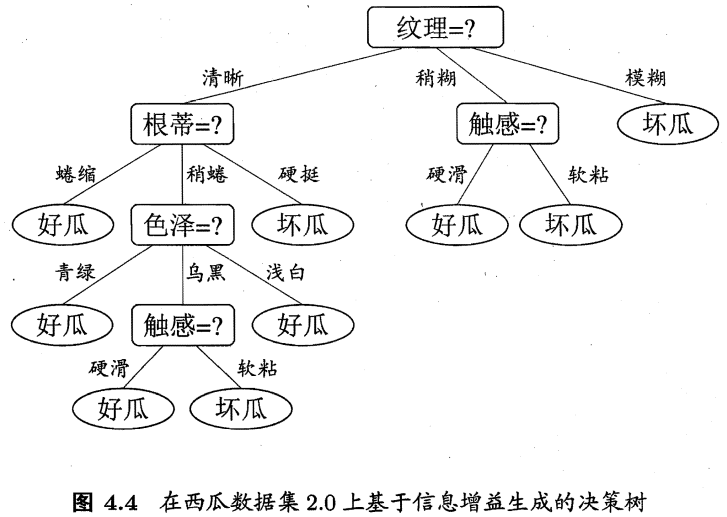 纹理=?
清晰 稍糊 模糊
根蒂=? 触感=? 坏瓜
蜷缩 稍蜷 硬挺 硬滑 软粘
好瓜 色泽=? 坏瓜 好瓜 坏瓜
青绿 乌黑 浅白
好瓜 触感=? 好瓜
硬滑 软粘
好瓜 坏瓜
图 4.4 在西瓜数据集 2.0 上基于信息增益生成的决策树